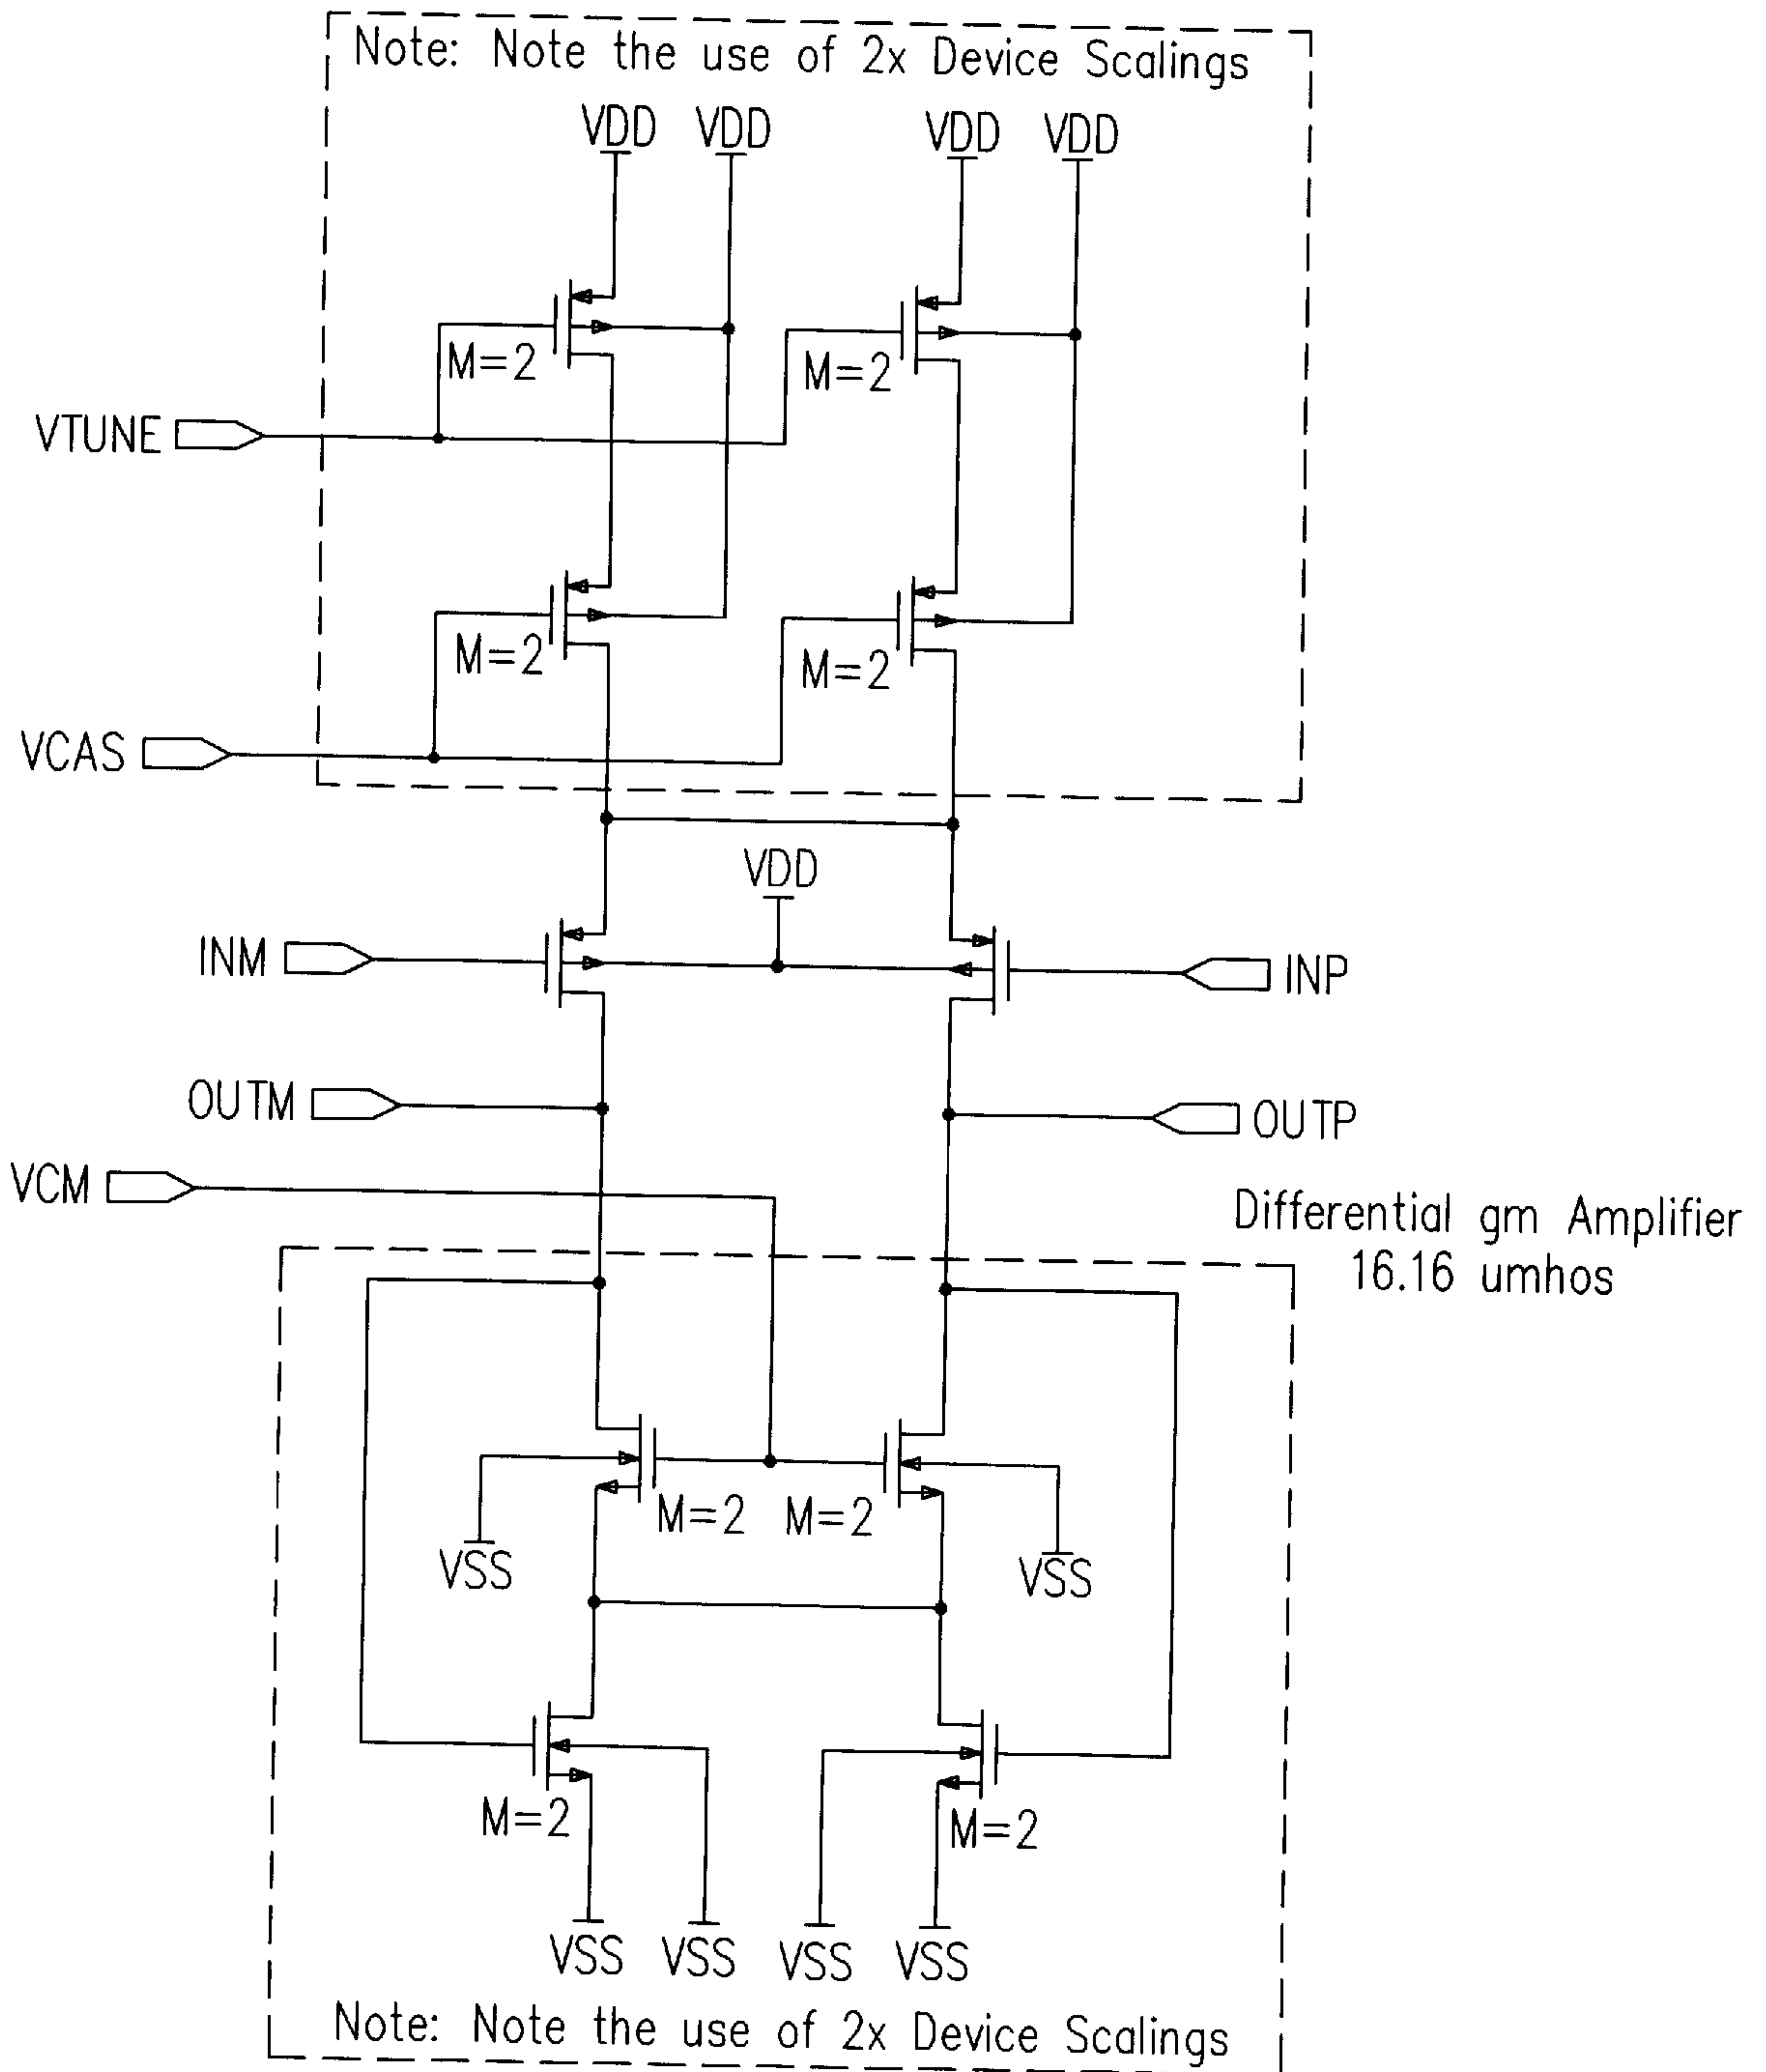 Note: Note the use of 2x Device Scalings
VDD VDD VDD VDD
M=2 M=2
VTUNE
M=2 M=2
VCAS
VDD
INM INP
OUTM OUTP
VCM
Differential gm Amplifier
16.16 umhos
M=2 M=2
VSS VSS
M=2 M=2
VSS VSS VSS VSS
Note: Note the use of 2x Device Scalings